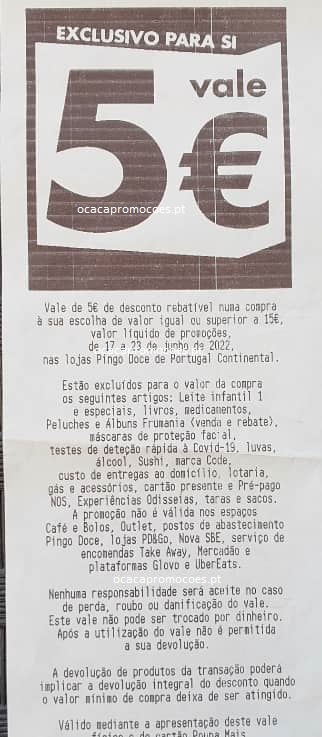 EXCLUSIVO PARA SI
vale
5€
ocacapromocoes.pt
Vale de 5€ de desconto rebatível numa compra
à sua escolha de valor igual ou superior a 15€,
valor líquido de promoções,
de 17 a 23 de junho de 2022,
nas lojas Pingo Doce de Portugal Continental.
Estão excluídos para o valor da compra
os seguintes artigos: Leite infantil 1
e especiais, livros, medicamentos,
Peluches e Álbuns Frumania (venda e rebate),
máscaras de proteção facial,
testes de deteção rápida à Covid-19, luvas,
álcool, Sushi, marca Code,
custo de entregas ao domicílio, lotaria,
gás e acessórios, cartão presente e Pré-pago
NOS, Experiências Odisseias, taras e sacos.
A promoção não é válida nos espaços
Café e Bolos, Outlet, postos de abastecimento
Pingo Doce, lojas PD&Go, Nova SBE, serviço de
encomendas Take Away, Mercadão e
plataformas Glovo e UberEats.
ocacapromocoes.pt
Nenhuma responsabilidade será aceite no caso
de perda, roubo ou danificação do vale.
Este vale não pode ser trocado por dinheiro.
Após a utilização do vale não é permitida
a sua devolução.
A devolução de produtos da transação poderá
implicar a devolução integral do desconto quando
o valor mínimo de compra deixa de ser atingido.
Válido mediante a apresentação deste vale
físico e do cartão Poupa Mais